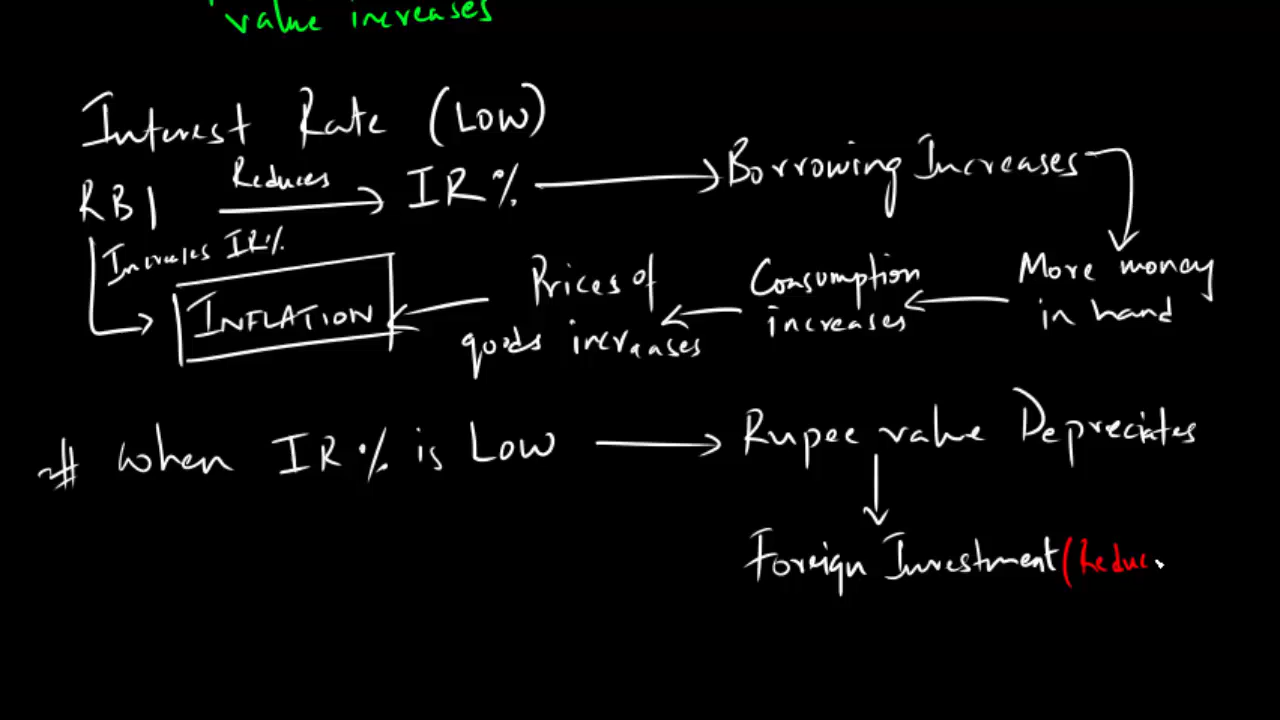 value increases
Interest Rate (Low)
RBI Reduces IR% Borrowing Increases
Increases IR%
More money
in hand
Consumption
increases
Prices of
goods increases
INFLATION
# When IR% is Low Rupee value Depreciates
Foreign Investment (Reduc